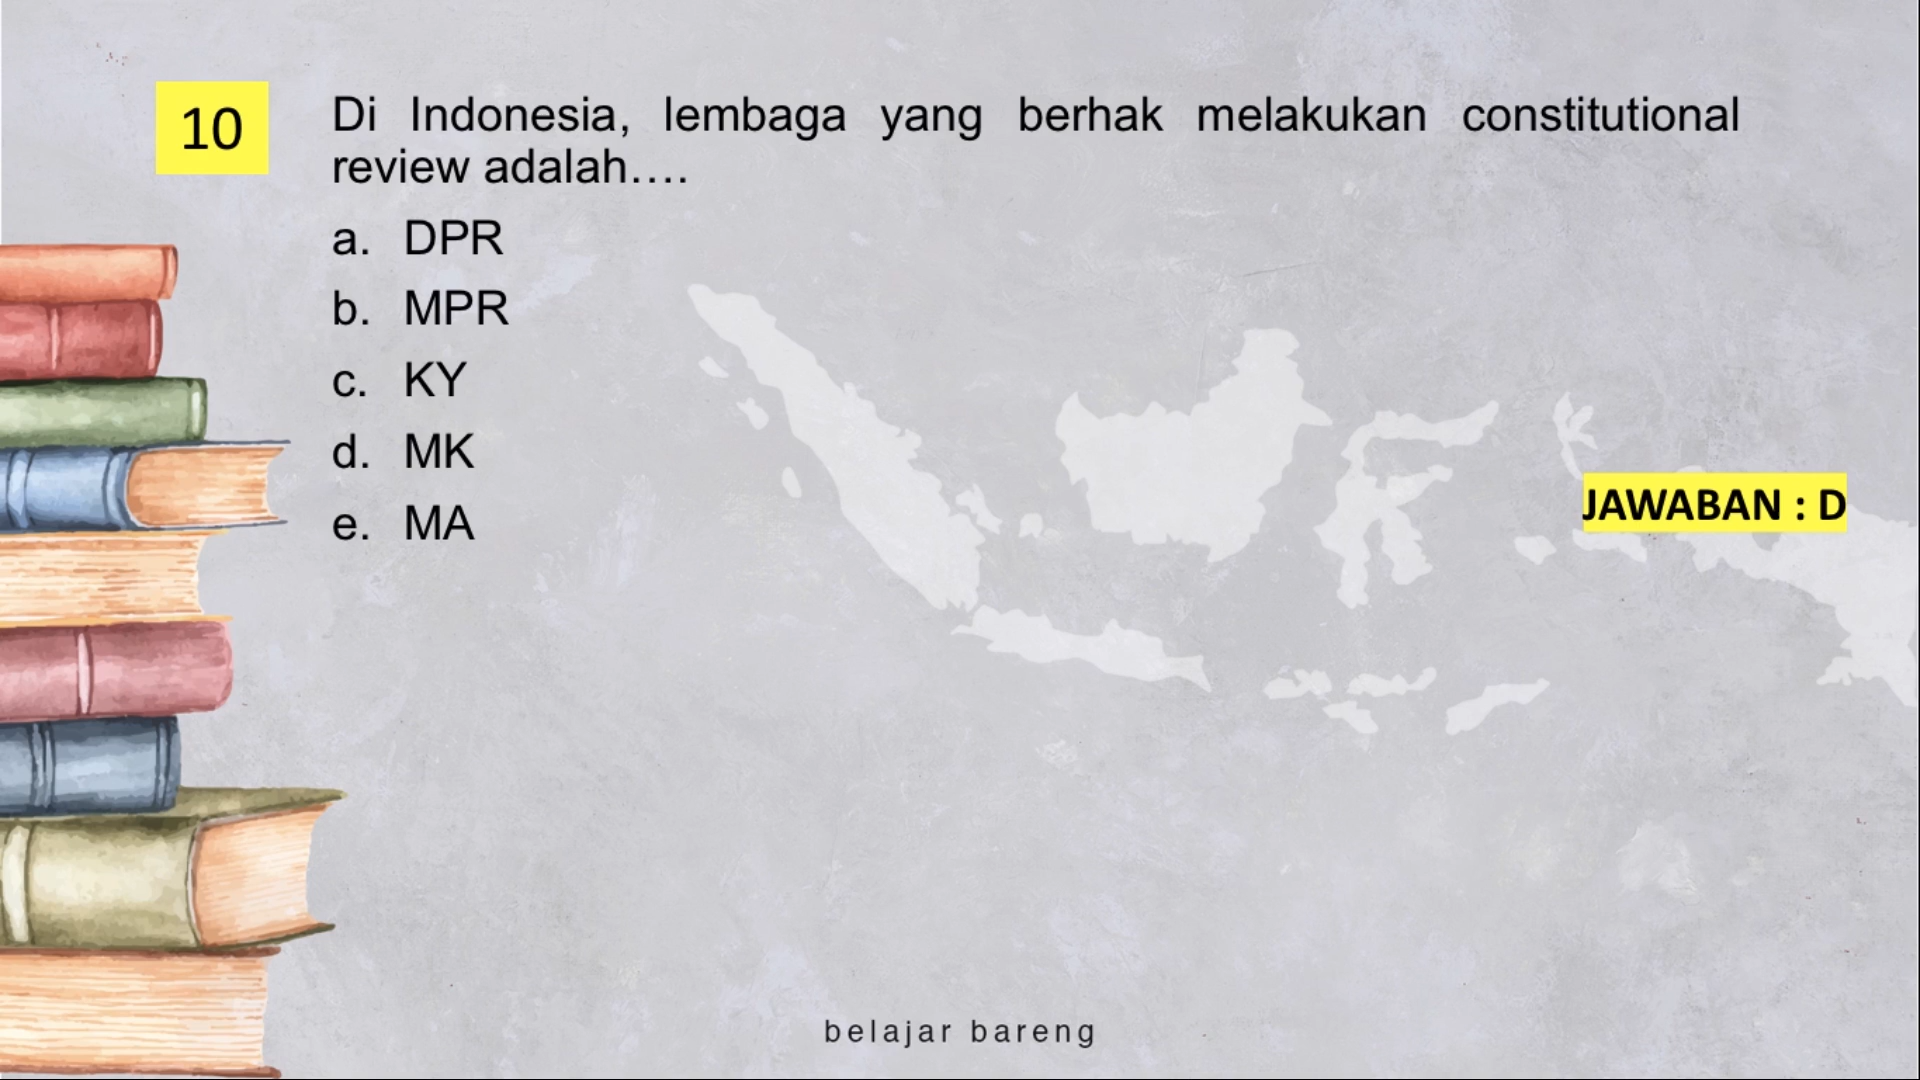 10
Di Indonesia, lembaga yang berhak melakukan constitutional
review adalah….
a. DPR
b. MPR
c. KY
d. MK
e. MA
JAWABAN : D
belajar bareng